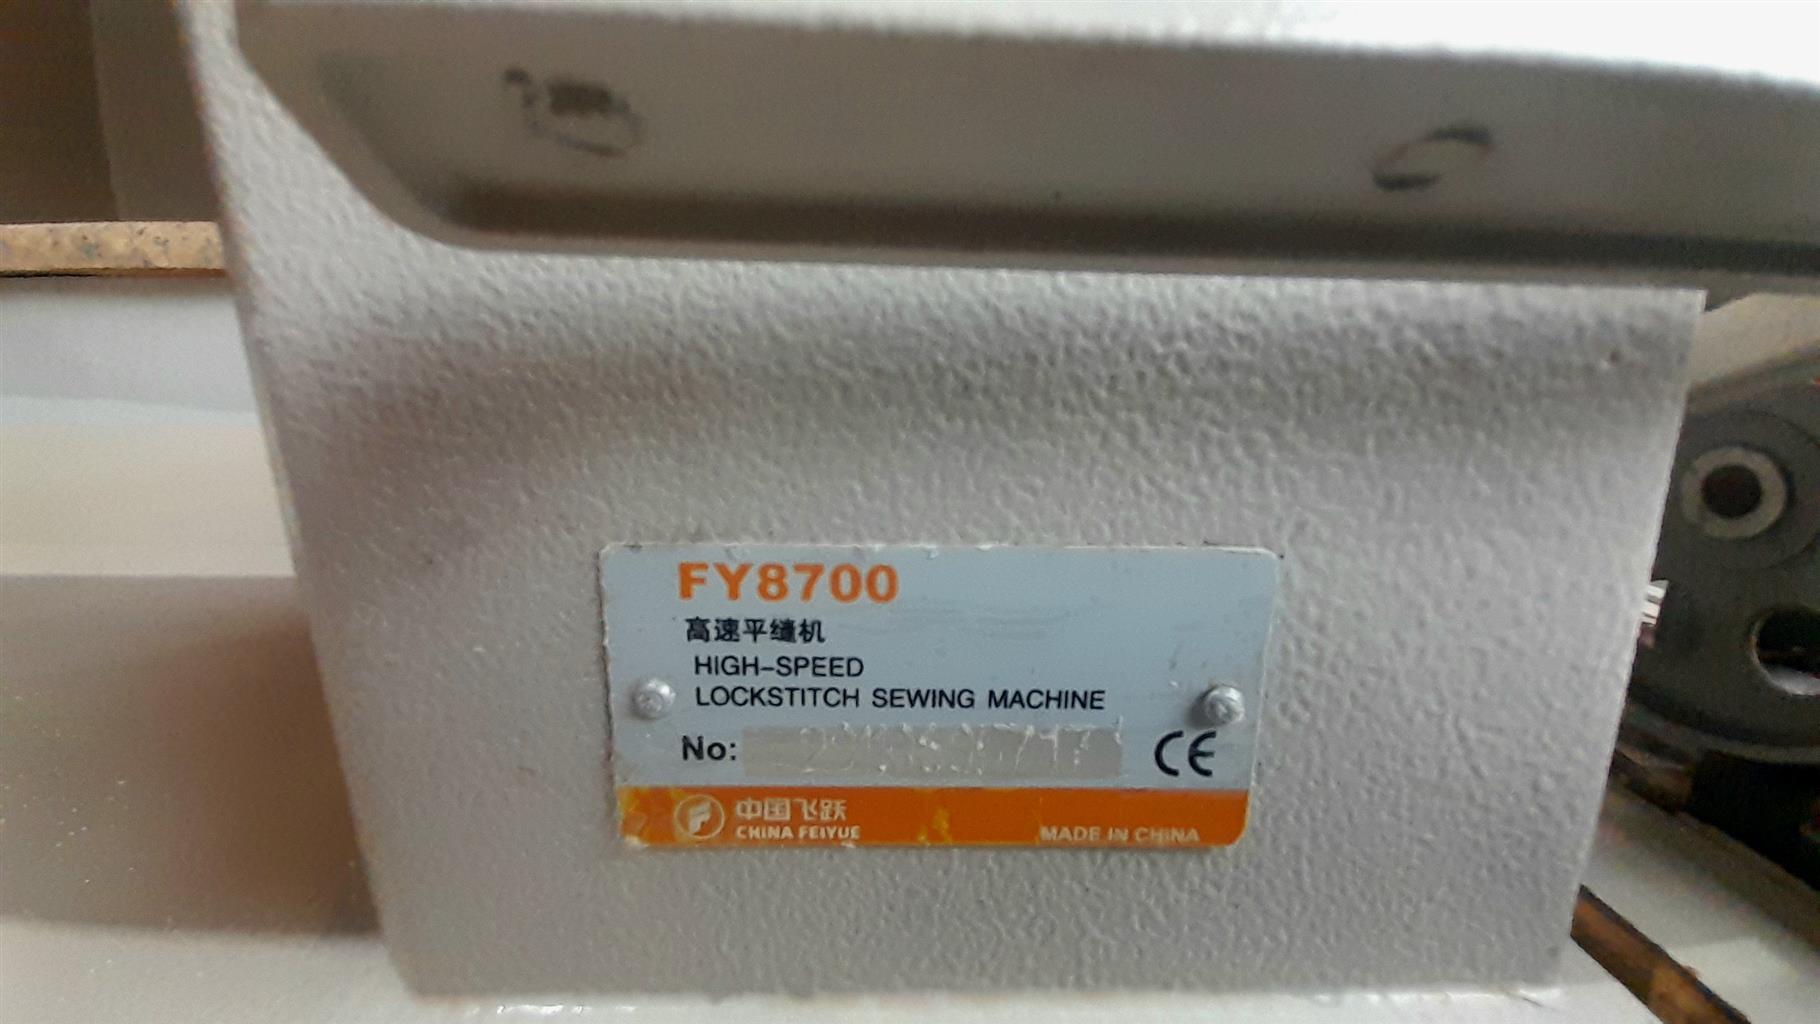 FY8700
高速平缝机
HIGH-SPEED
LOCKSTITCH SEWING MACHINE
No:
CE
中国飞跃
CHINA FEIYUE
MADE IN CHINA